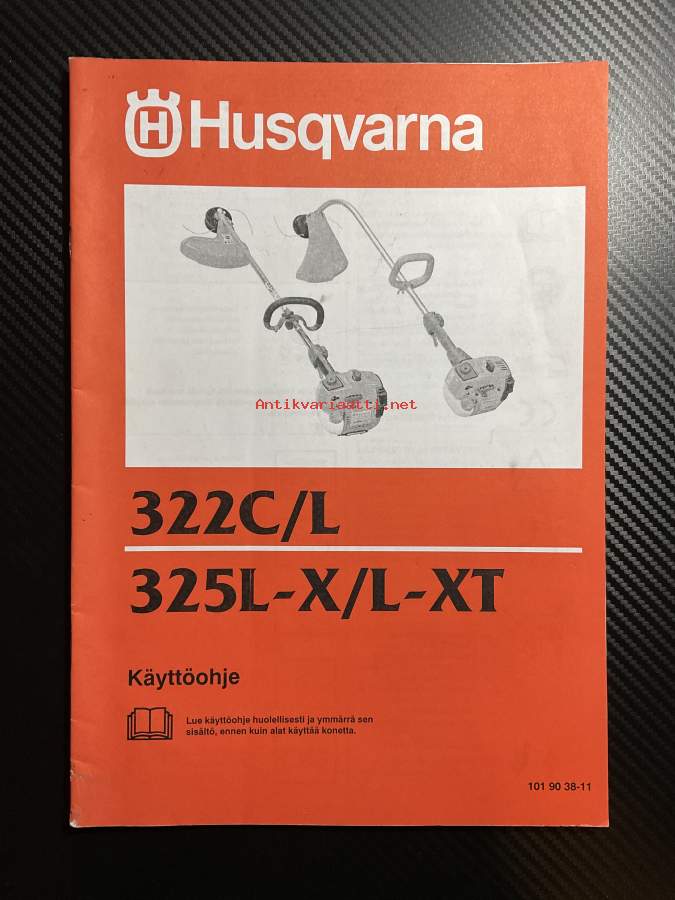 Husqvarna
Antikvariaatti.net
322C/L
325L-X/L-XT
Käyttöohje
Lue käyttöohje huolellisesti ja ymmärrä sen
sisältö, ennen kuin alat käyttää konetta.
101 90 38-11